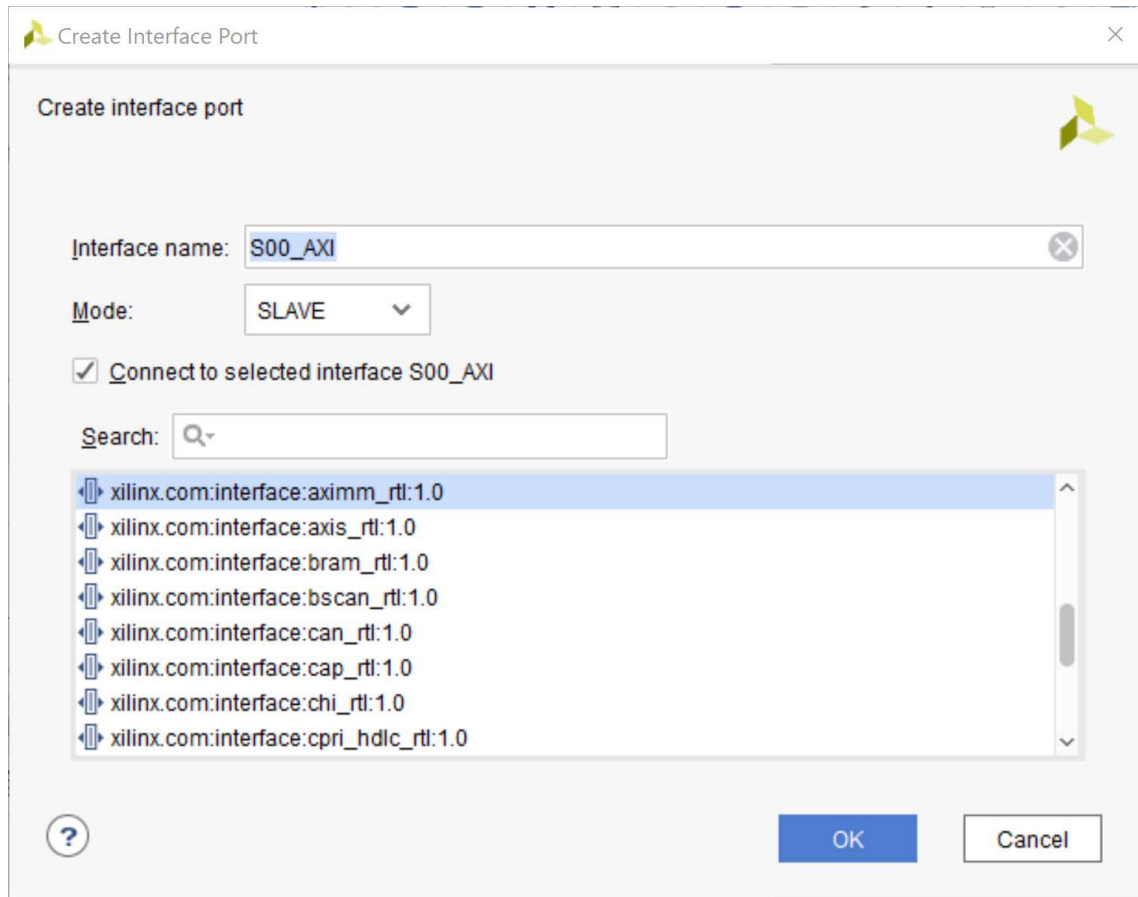 Create Interface Port
Create interface port
Interface name: S00_AXI
Mode: SLAVE
Connect to selected interface S00_AXI
Search:
xilinx.com:interface:aximm_rtl:1.0
xilinx.com:interface:axis_rtl:1.0
xilinx.com:interface:bram_rtl:1.0
xilinx.com:interface:bscan_rtl:1.0
xilinx.com:interface:can_rtl:1.0
xilinx.com:interface:cap_rtl:1.0
xilinx.com:interface:chi_rtl:1.0
xilinx.com:interface:cpri_hdlc_rtl:1.0
? OK Cancel